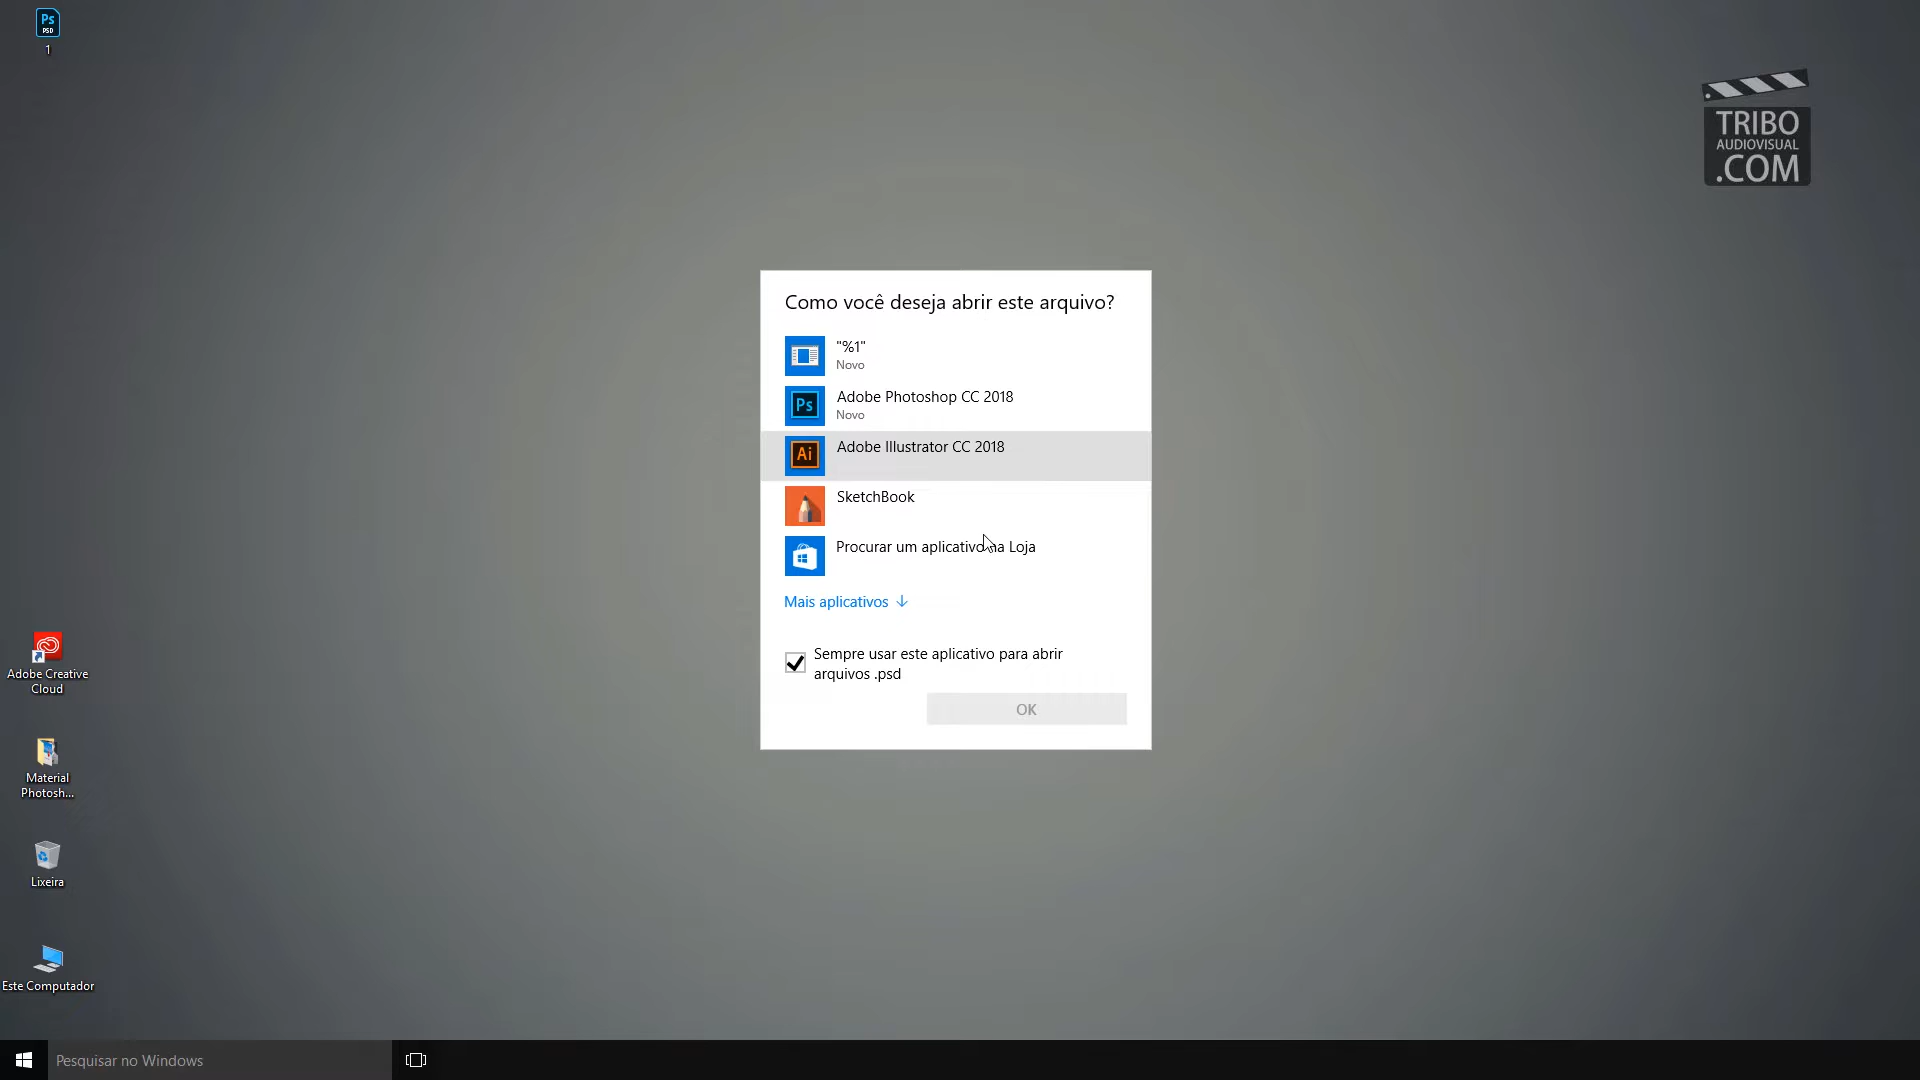 Ps
PSD
1
TRIBO
AUDIOVISUAL
.COM
Como você deseja abrir este arquivo?
"%1"
Novo
Ps
Adobe Photoshop CC 2018
Novo
Ai
Adobe Illustrator CC 2018
SketchBook
Procurar um aplicativo na Loja
Mais aplicativos
Sempre usar este aplicativo para abrir
arquivos .psd
OK
Adobe Creative
Cloud
Material
Photosh...
Lixeira
Este Computador
Pesquisar no Windows